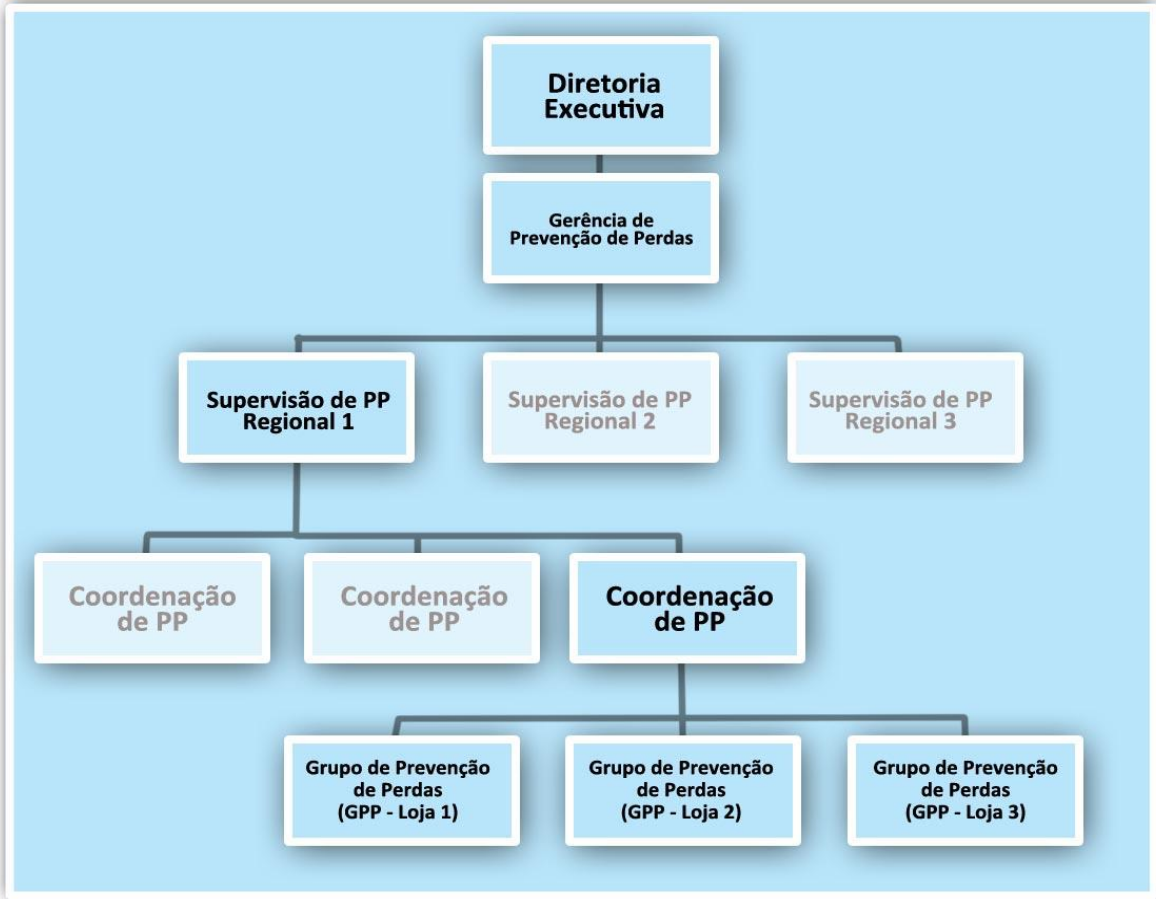 Diretoria
Executiva
Gerência de
Prevenção de Perdas
Supervisão de PP
Regional 1
Supervisão de PP
Regional 2
Supervisão de PP
Regional 3
Coordenação
de PP
Coordenação
de PP
Coordenação
de PP
Grupo de Prevenção
de Perdas
(GPP - Loja 1)
Grupo de Prevenção
de Perdas
(GPP - Loja 2)
Grupo de Prevenção
de Perdas
(GPP - Loja 3)